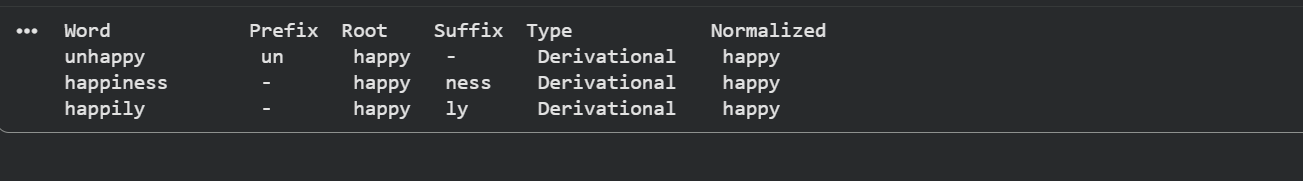 Word Prefix Root Suffix Type Normalized
unhappy un happy - Derivational happy
happiness - happy ness Derivational happy
happily - happy ly Derivational happy